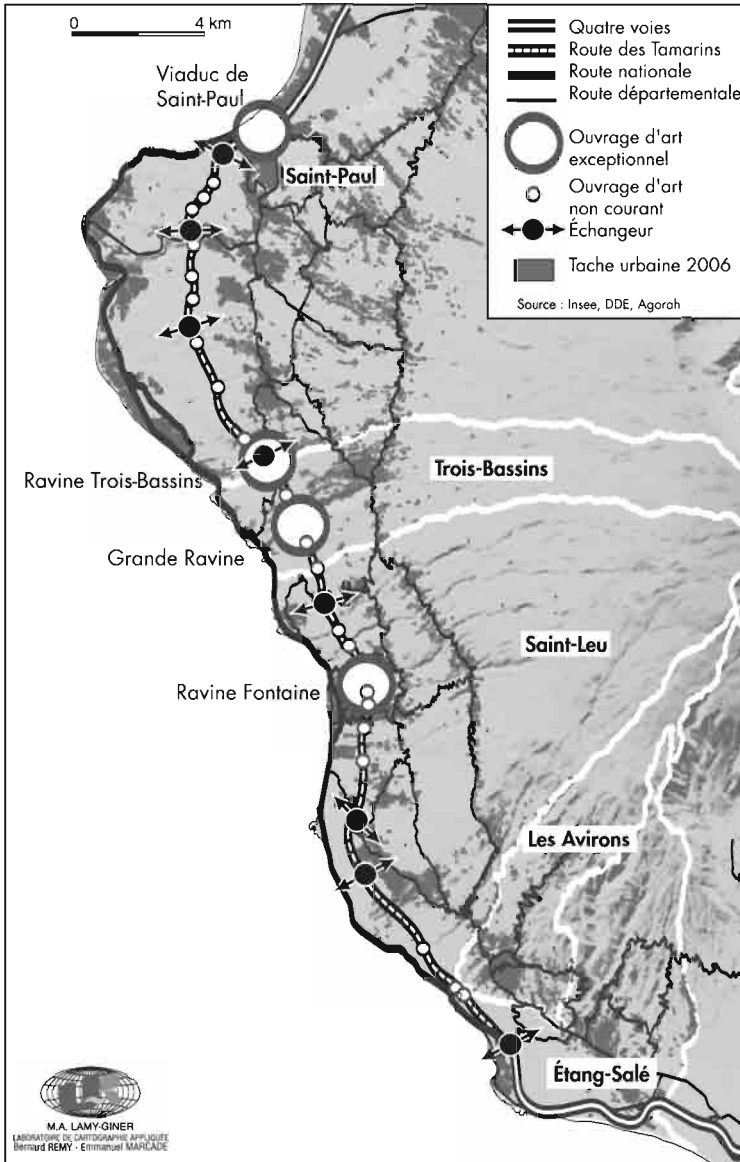 0 4 km
Quatre voies
Route des Tamarins
Route nationale
Route départementale
Ouvrage d'art
exceptionnel
Ouvrage d'art
non courant
Échangeur
Tache urbaine 2006
Source : Insee, DDE, Agorah
Viaduc de
Saint-Paul
Saint-Paul
Ravine Trois-Bassins
Trois-Bassins
Grande Ravine
Saint-Leu
Ravine Fontaine
Les Avirons
Étang-Salé
M.A. LAMY-GINER
LABORATOIRE DE CARTOGRAPHIE APPLIQUÉE
Bernard REMY - Emmanuel MARCADE